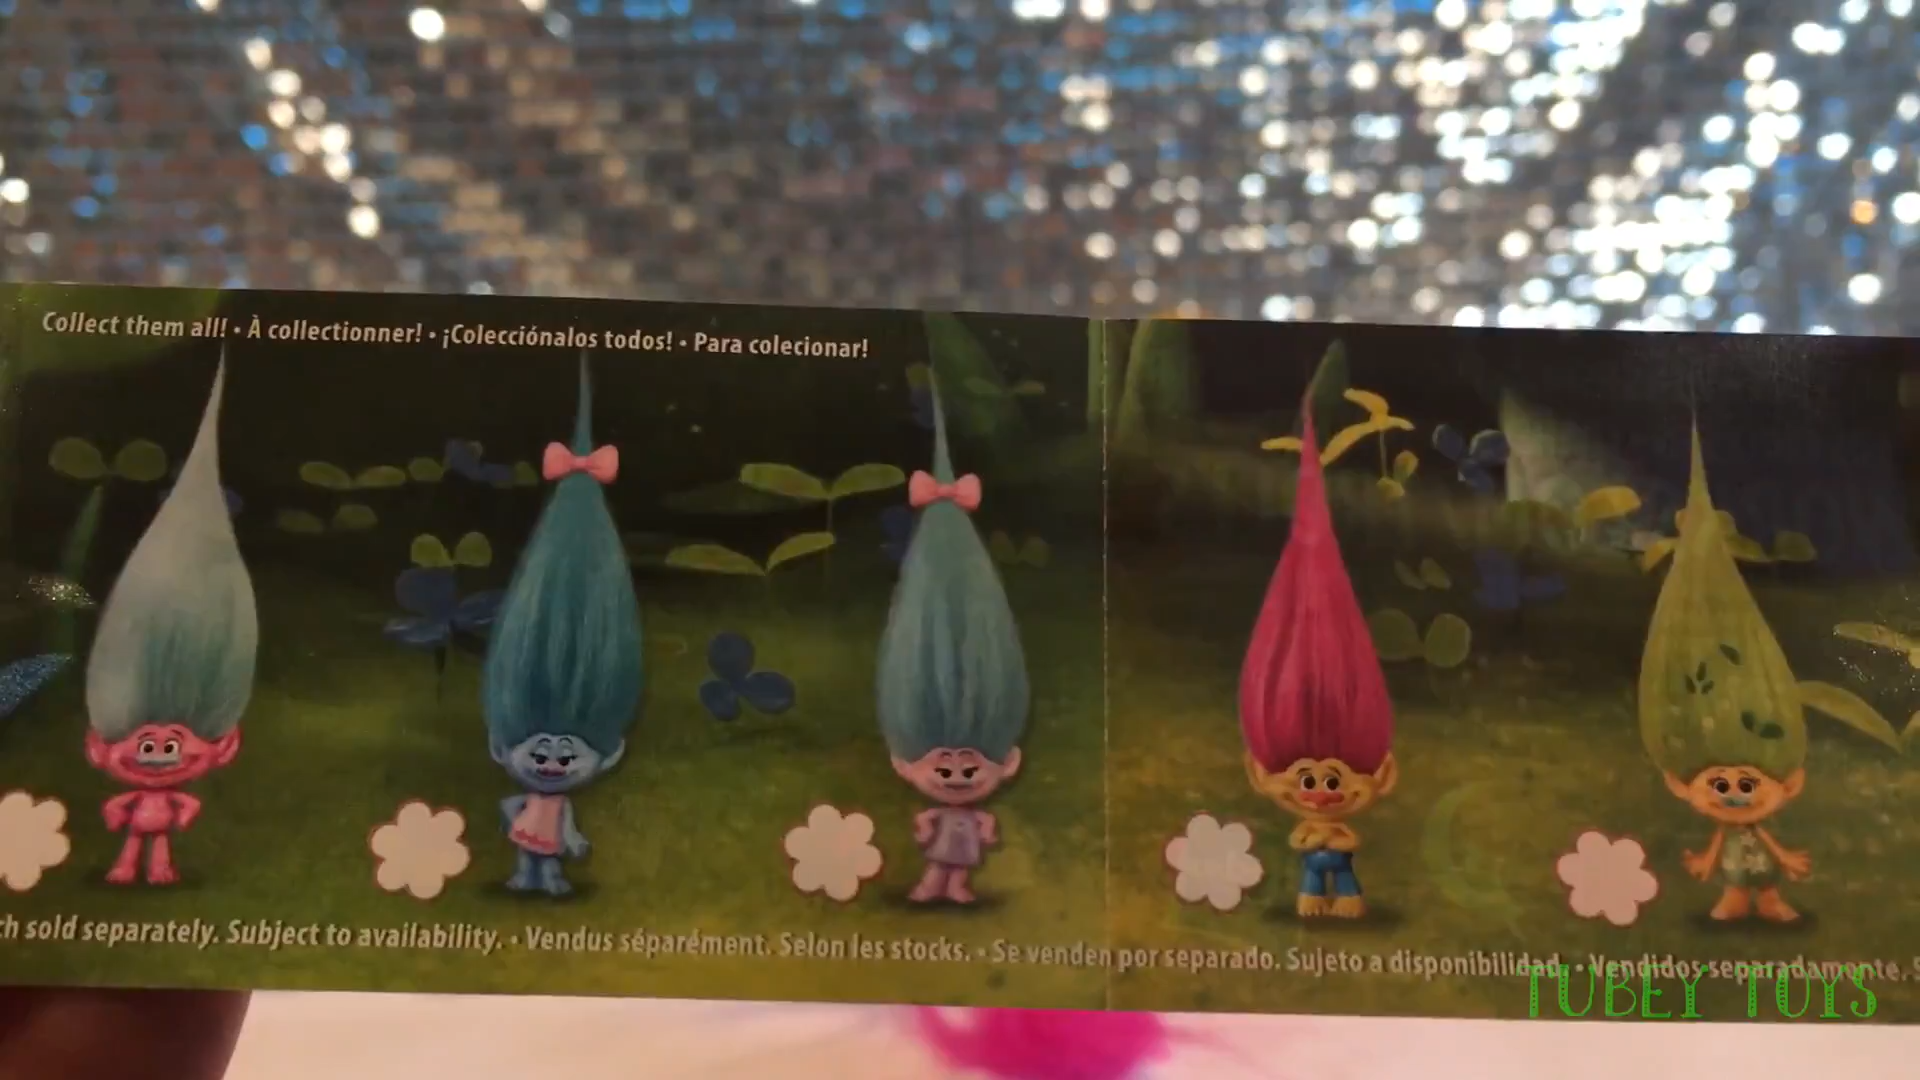 Collect them all! • À collectionner! • ¡Colecciónalos todos! • Para colecionar!
sold separately. Subject to availability. • Vendus séparément. Selon les stocks. • Se venden por separado. Sujeto a disponibilidad. • Vendidos separadamente.
TUBEY TOYS